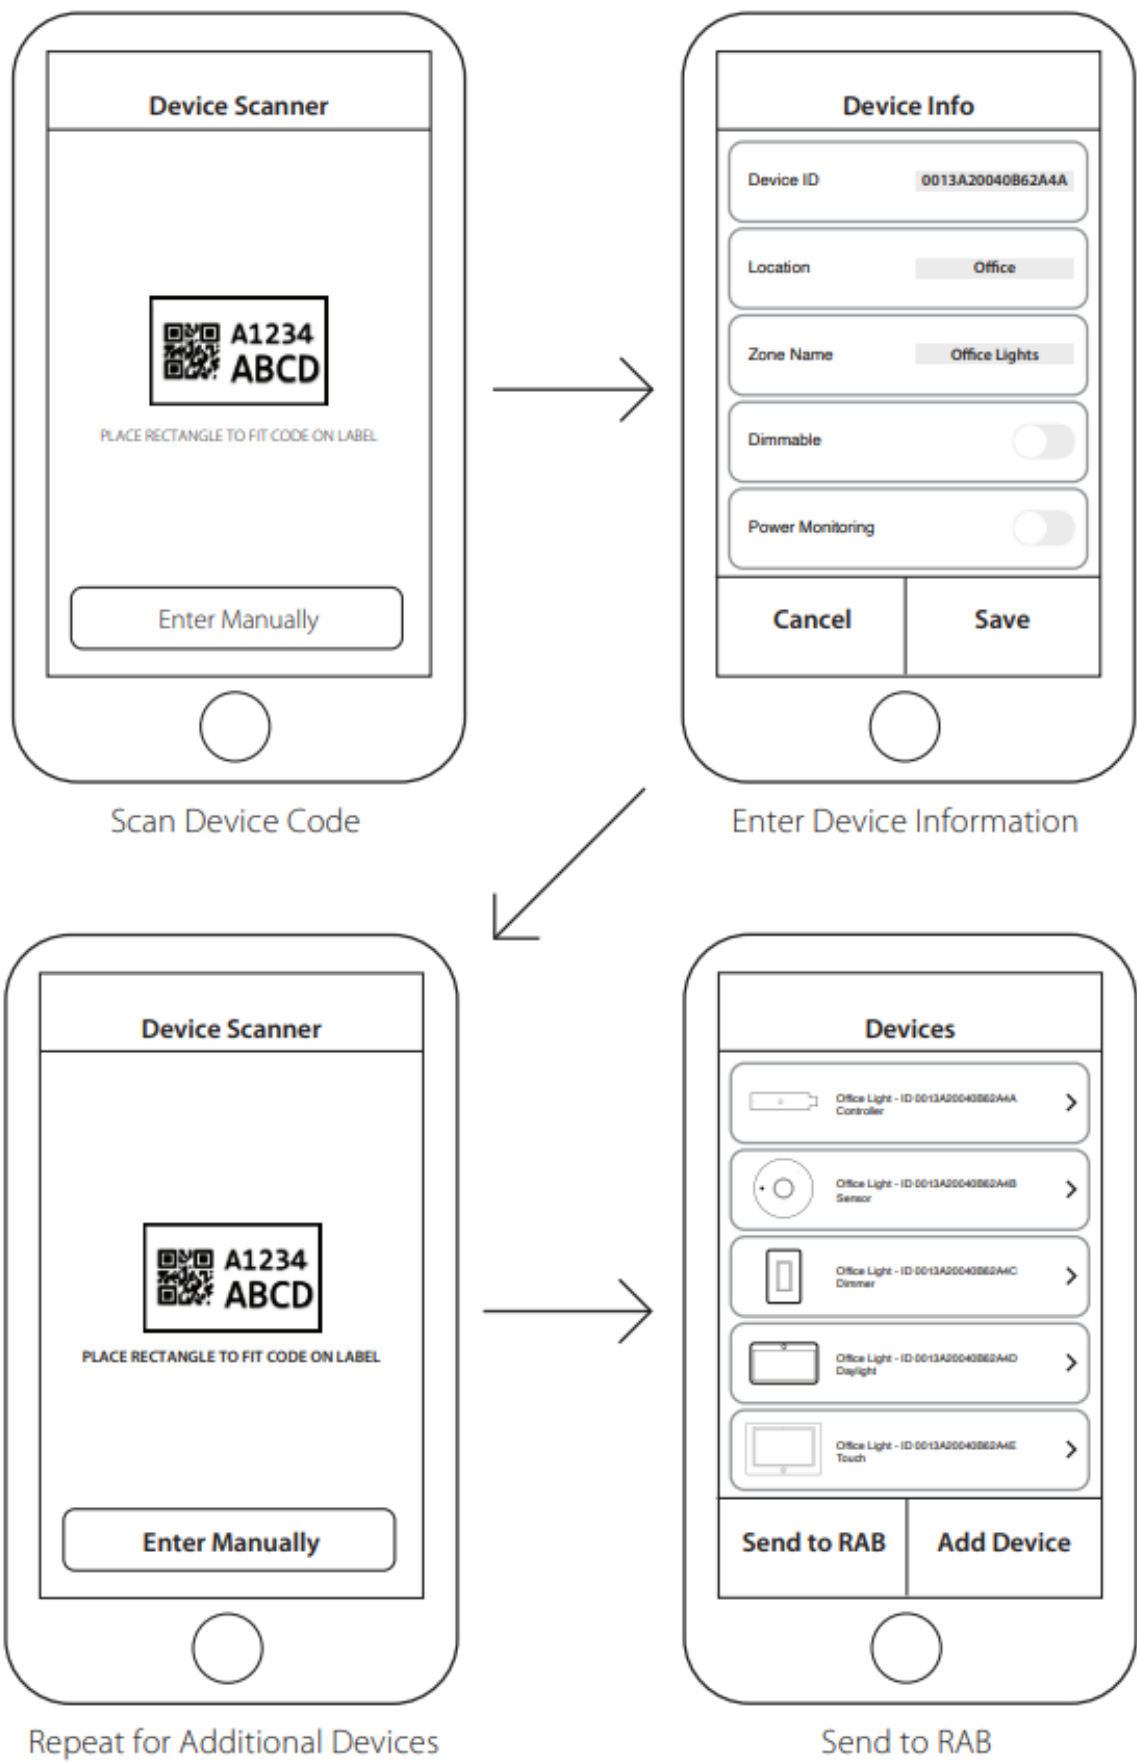 Device Scanner
A1234
ABCD
PLACE RECTANGLE TO FIT CODE ON LABEL
Enter Manually
Scan Device Code
Device Info
Device ID 0013A20040B62A4A
Location Office
Zone Name Office Lights
Dimmable
Power Monitoring
Cancel Save
Enter Device Information
Device Scanner
A1234
ABCD
PLACE RECTANGLE TO FIT CODE ON LABEL
Enter Manually
Repeat for Additional Devices
Devices
Office Light - ID 0013A20040B62A4A
Controller
Office Light - ID 0013A20040B62A4B
Sensor
Office Light - ID 0013A20040B62A4C
Dimmer
Office Light - ID 0013A20040B62A4D
Daylight
Office Light - ID 0013A20040B62A4E
Touch
Send to RAB Add Device
Send to RAB